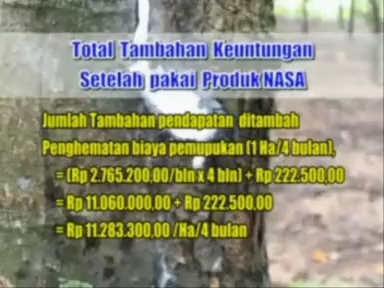 Total Tambahan Keuntungan
Setelah pakai Produk NASA
Jumlah Tambahan pendapatan ditambah
Penghematan biaya pemupukan (1 Ha/4 bulan),
= (Rp 2.765.200,00/bln x 4 bln) + Rp 222.500,00
= Rp 11.060.000,00 + Rp 222.500.00
= Rp 11.283.300,00 /Ha/4 bulan